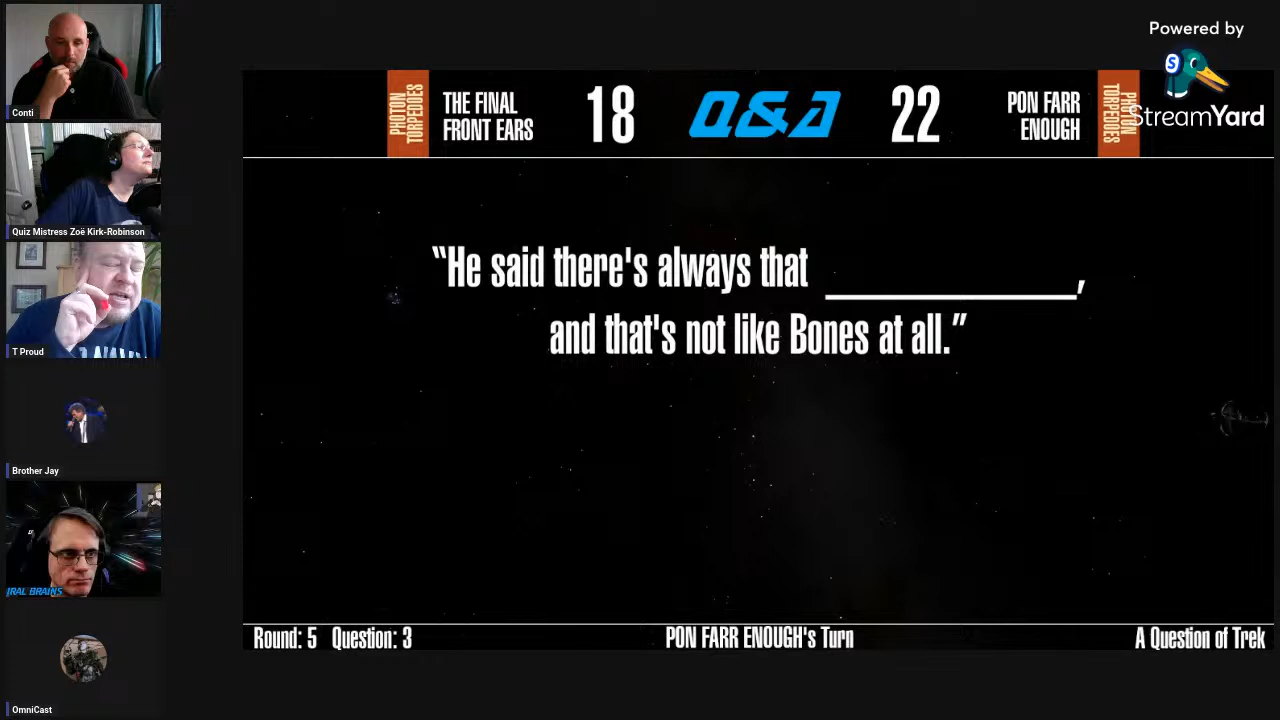 Powered by
S
StreamYard
PHOTON
TORPEDOES
THE FINAL
FRONT EARS
18
Q&A
22
PON FARR
ENOUGH
PHOTON
TORPEDOES
Conti
Quiz Mistress Zoë Kirk-Robinson
T Proud
Brother Jay
IRAL BRAINS
OmniCast
“He said there's always that ____________,
and that's not like Bones at all.”
Round: 5 Question: 3
PON FARR ENOUGH's Turn
A Question of Trek